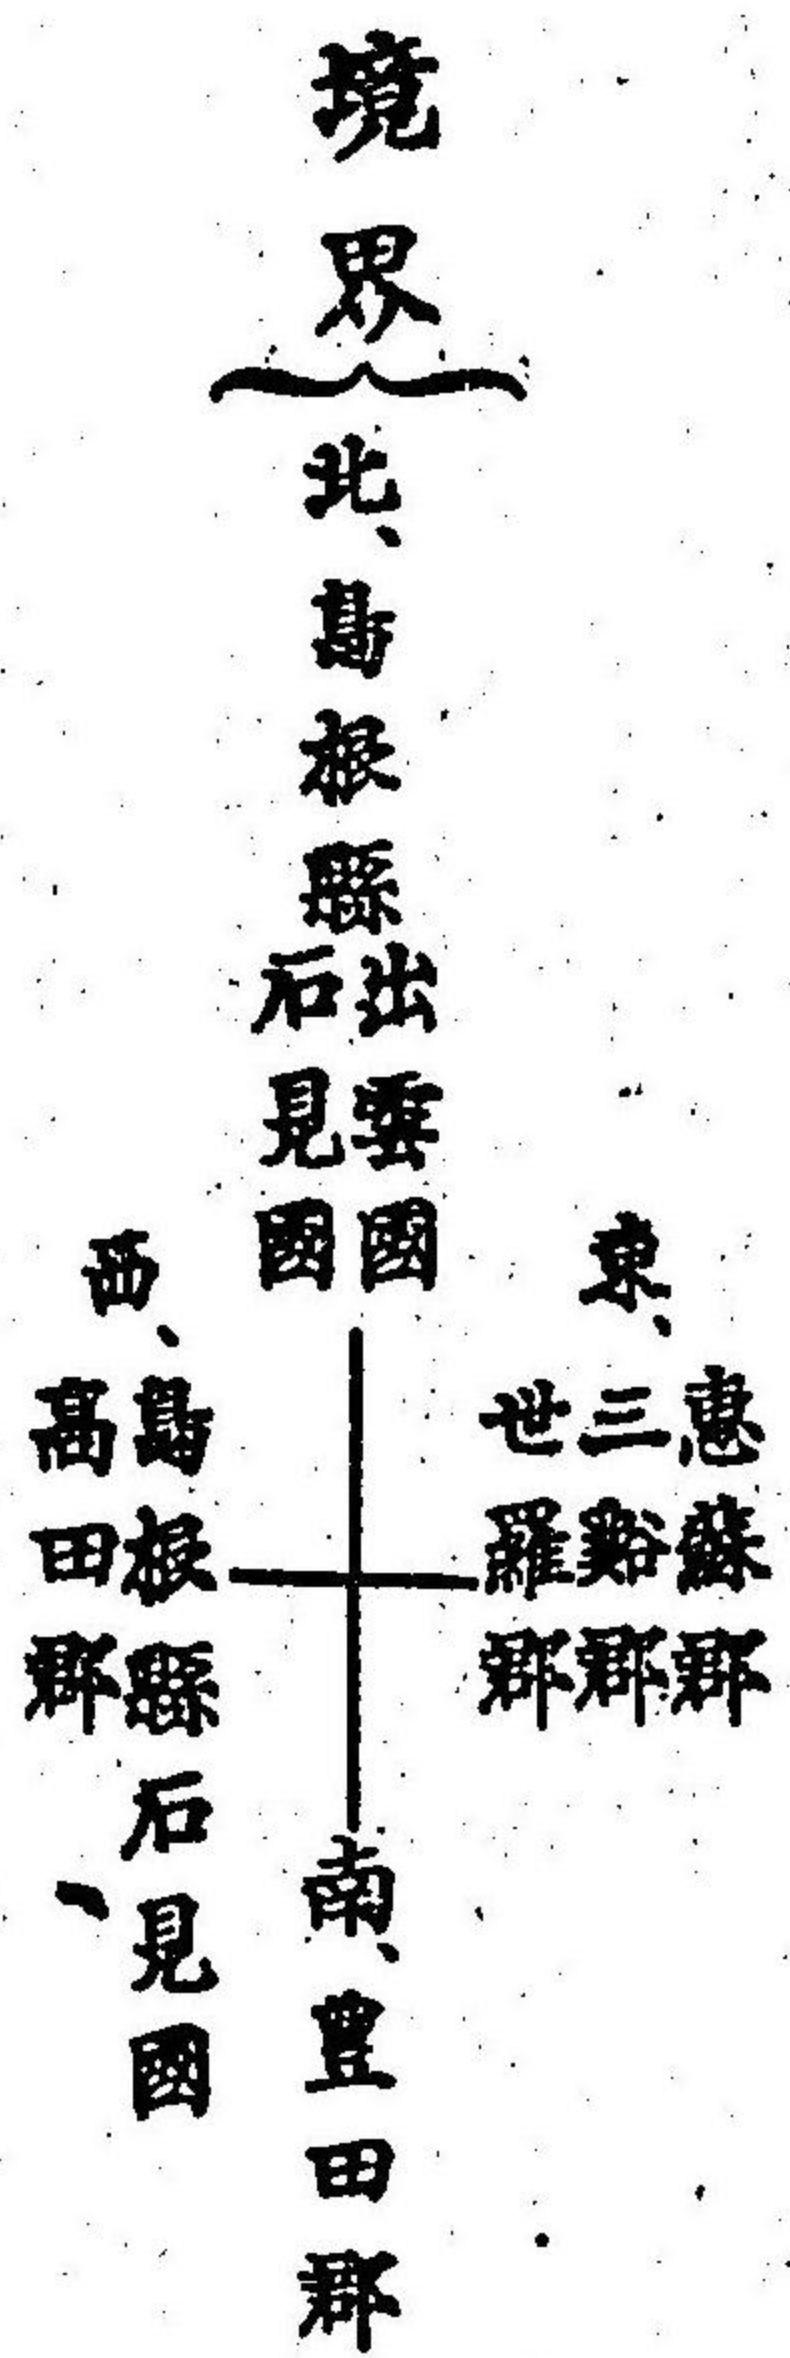 境界
北、島根縣
出雲國
石見國
東、
惠蘇郡
三谿郡
世羅郡
西、
島根縣石見國
高田郡
南、豊田郡